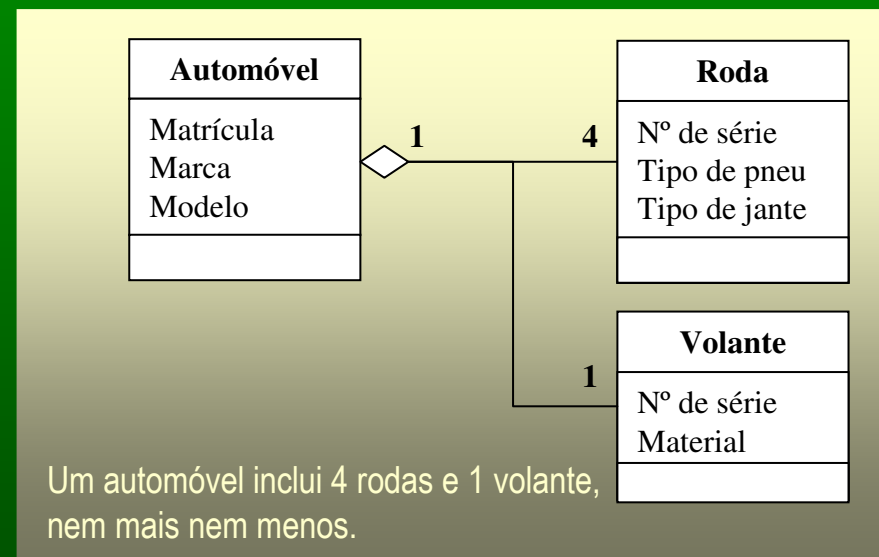 Automóvel
Matrícula
Marca
Modelo
1
4
Roda
Nº de série
Tipo de pneu
Tipo de jante
1
Volante
Nº de série
Material
Um automóvel inclui 4 rodas e 1 volante,
nem mais nem menos.